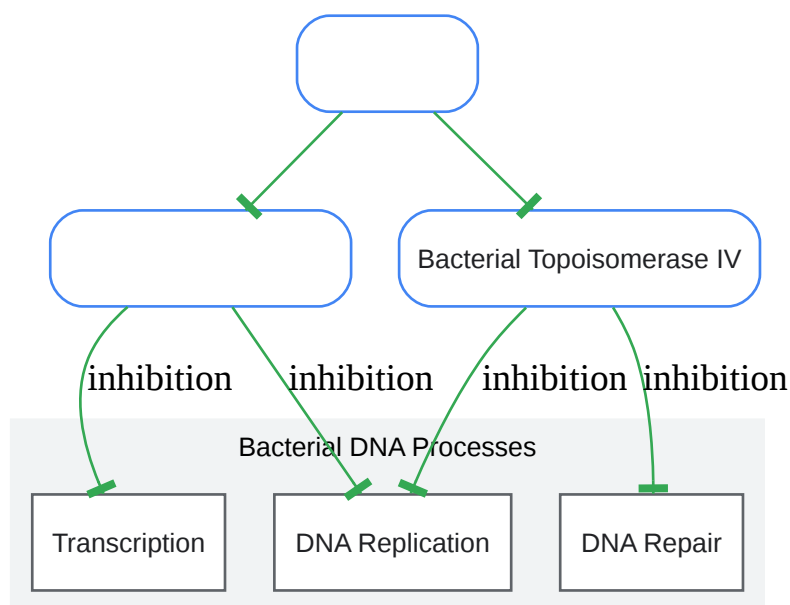 Bacterial Topoisomerase IV
inhibition inhibition inhibition inhibition
Bacterial DNA Processes
Transcription DNA Replication DNA Repair